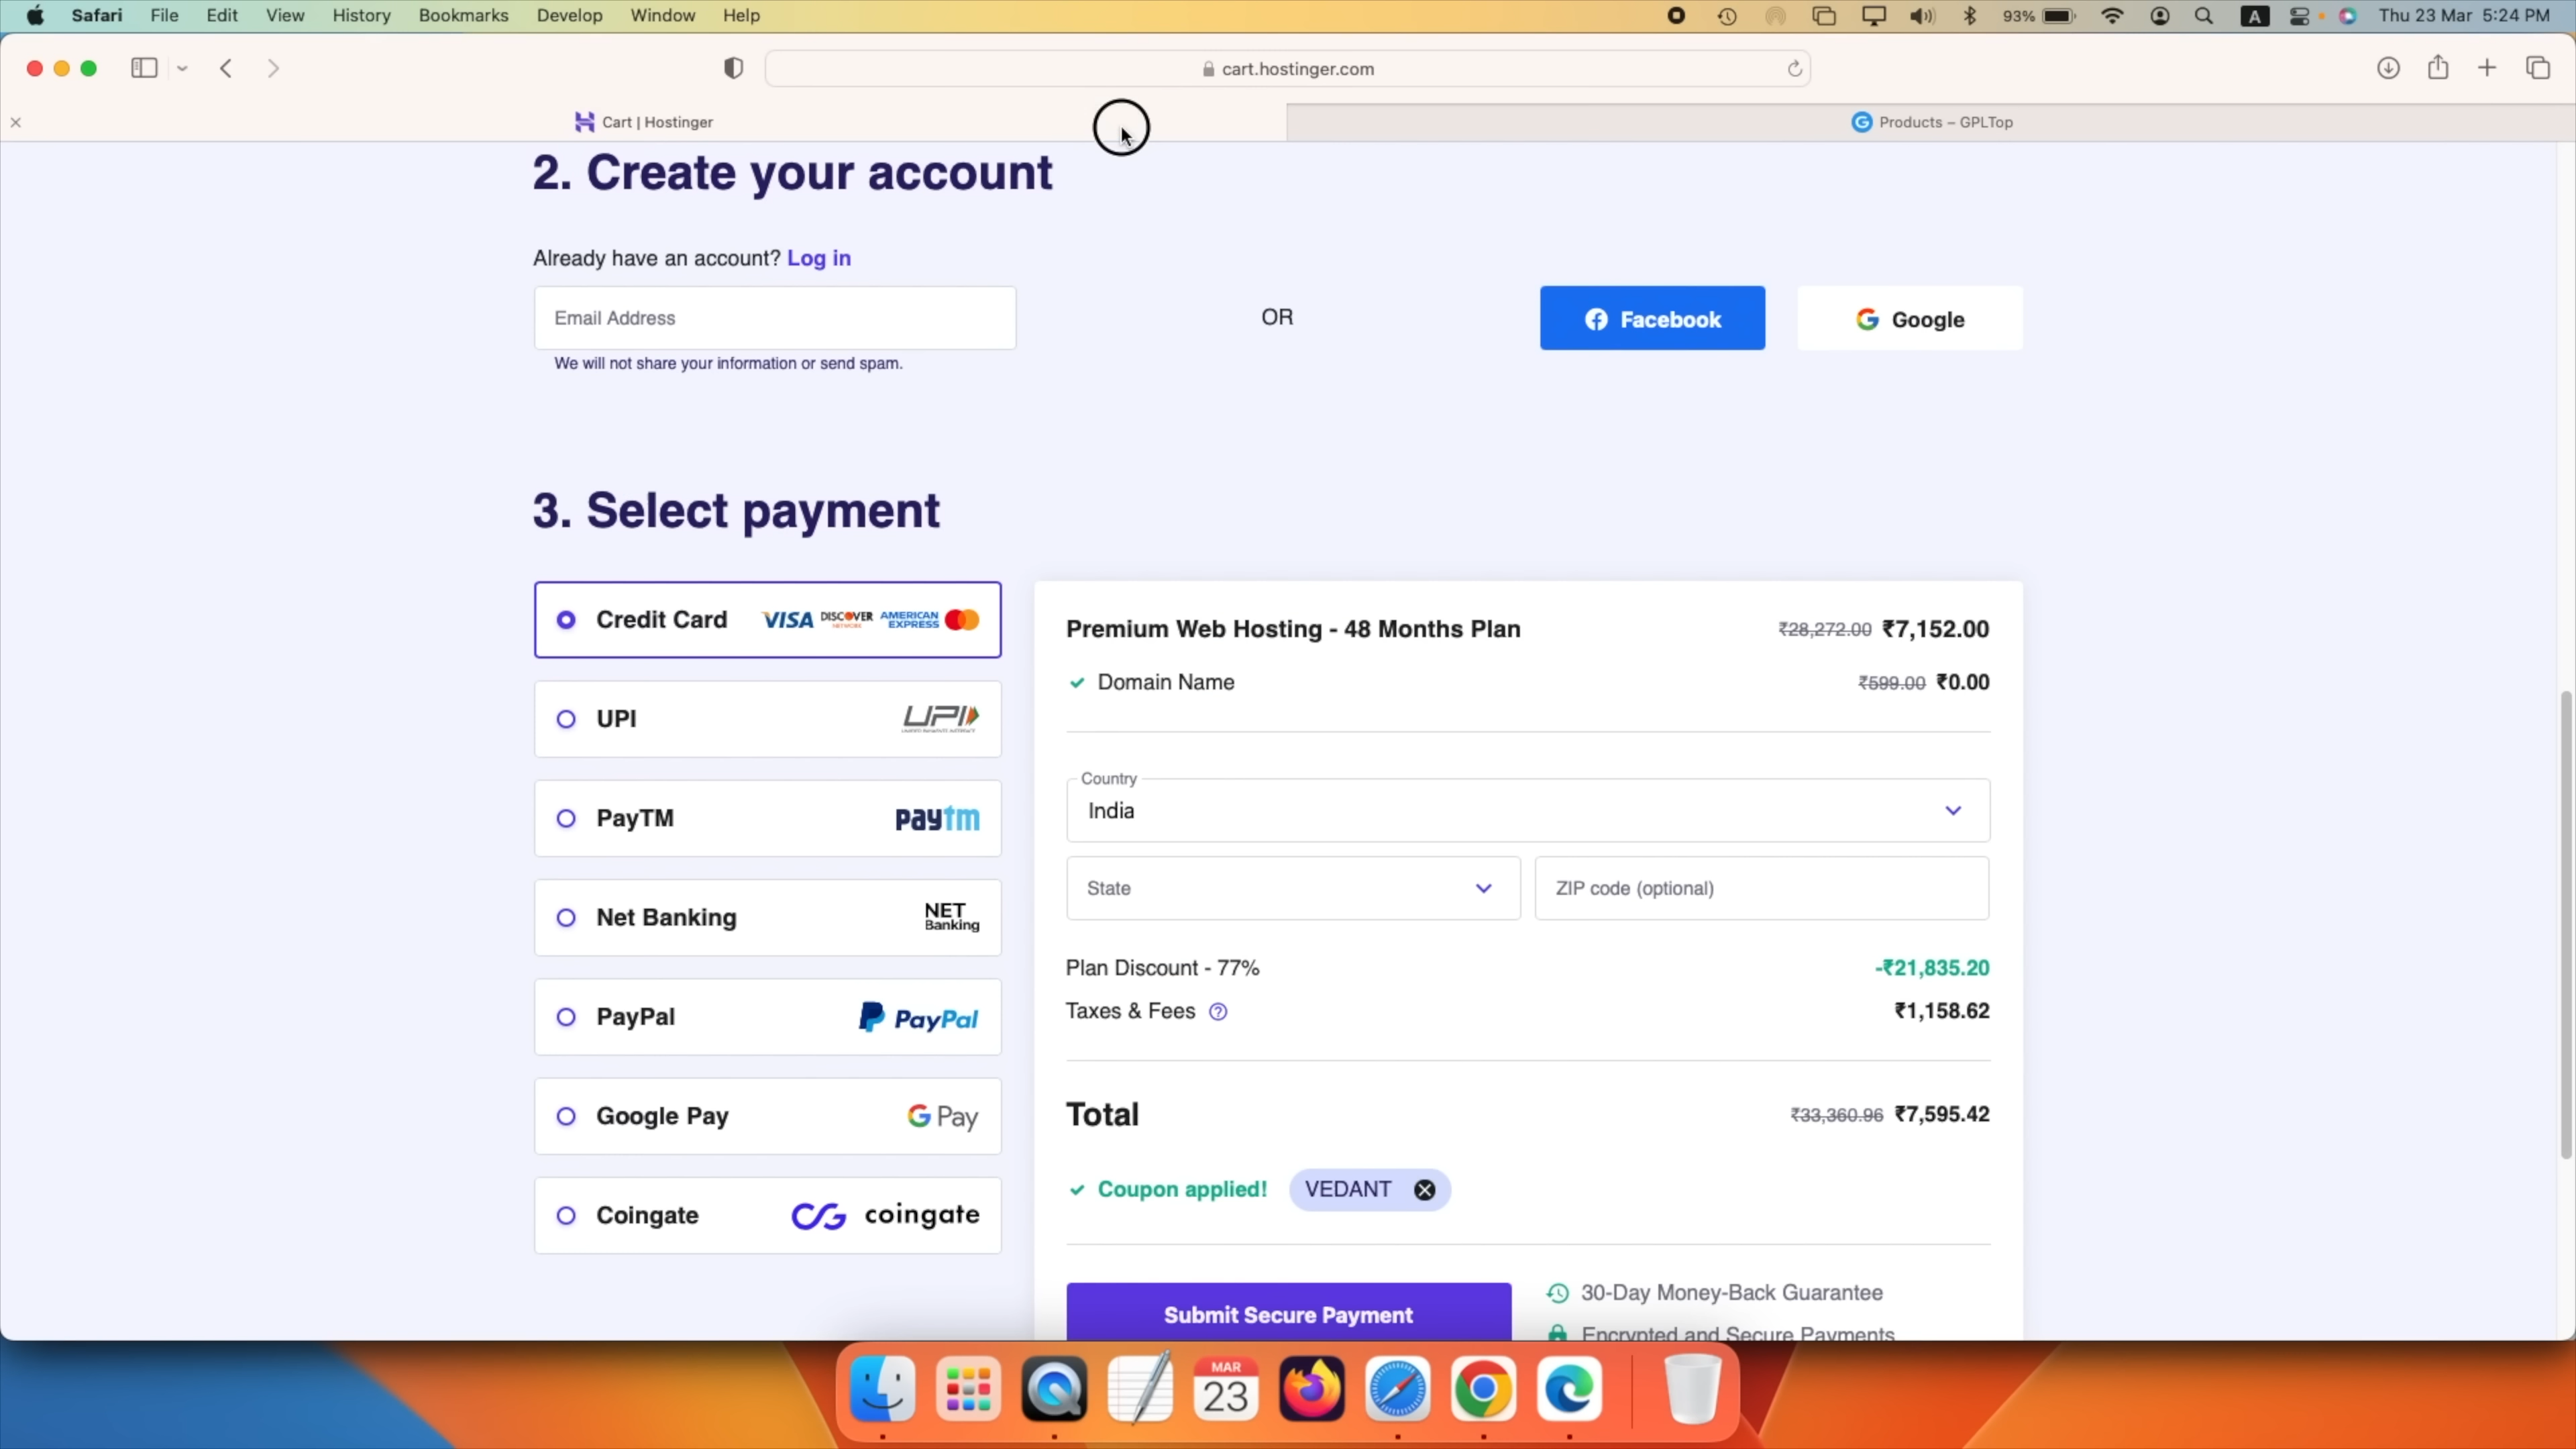 Safari File Edit View History Bookmarks Develop Window Help 93% A Thu 23 Mar 5:24 PM
cart.hostinger.com
Cart | Hostinger
Products – GPLTop
2. Create your account
Already have an account? Log in
Email Address
OR
Facebook
Google
We will not share your information or send spam.
3. Select payment
Credit Card VISA DISCOVER NETWORK AMERICAN EXPRESS
UPI UPI
PayTM paytm
Net Banking NET Banking
PayPal PayPal
Google Pay G Pay
Coingate coingate
Premium Web Hosting - 48 Months Plan ₹28,272.00 ₹7,152.00
Domain Name ₹599.00 ₹0.00
Country
India
State
ZIP code (optional)
Plan Discount - 77% -₹21,835.20
Taxes & Fees ₹1,158.62
Total ₹33,360.96 ₹7,595.42
Coupon applied! VEDANT
Submit Secure Payment
30-Day Money-Back Guarantee
Encrypted and Secure Payments
MAR
23